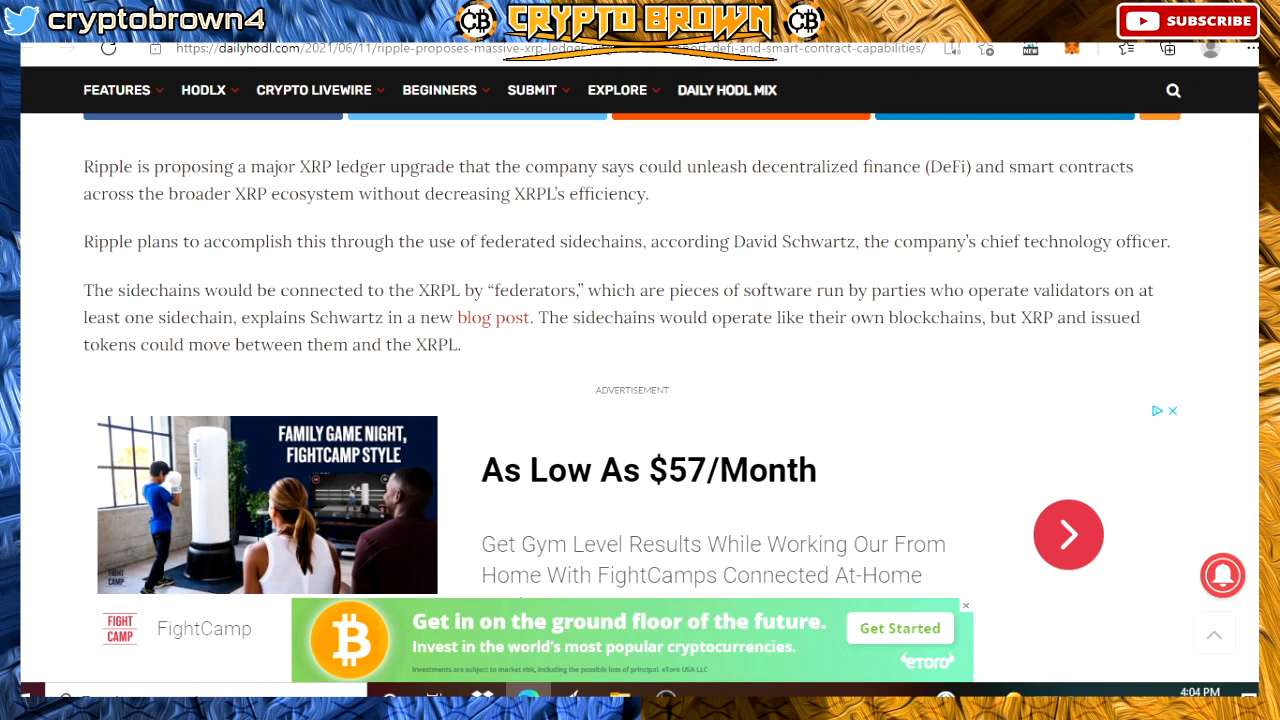 cryptobrown4
CB
CRYPTO BROWN
CB
SUBSCRIBE
https://dailyhodl.com/2021/06/11/ripple-proposes-massive-xrp-ledger-
-defi-and-smart-contract-capabilities/
NEW
FEATURES
HODLX
CRYPTO LIVEWIRE
BEGINNERS
SUBMIT
EXPLORE
DAILY HODL MIX
Ripple is proposing a major XRP ledger upgrade that the company says could unleash decentralized finance (DeFi) and smart contracts
across the broader XRP ecosystem without decreasing XRPL’s efficiency.
Ripple plans to accomplish this through the use of federated sidechains, according David Schwartz, the company’s chief technology officer.
The sidechains would be connected to the XRPL by “federators,” which are pieces of software run by parties who operate validators on at
least one sidechain, explains Schwartz in a new blog post. The sidechains would operate like their own blockchains, but XRP and issued
tokens could move between them and the XRPL.
ADVERTISEMENT
FAMILY GAME NIGHT,
FIGHTCAMP STYLE
As Low As $57/Month
Get Gym Level Results While Working Our From
Home With FightCamps Connected At-Home
FIGHT
CAMP
FIGHT
CAMP
FightCamp
Get in on the ground floor of the future.
Invest in the world’s most popular cryptocurrencies.
Investments are subject to market risk, including the possible loss of principal. eToro USA LLC
Get Started
eToro
4:04 PM